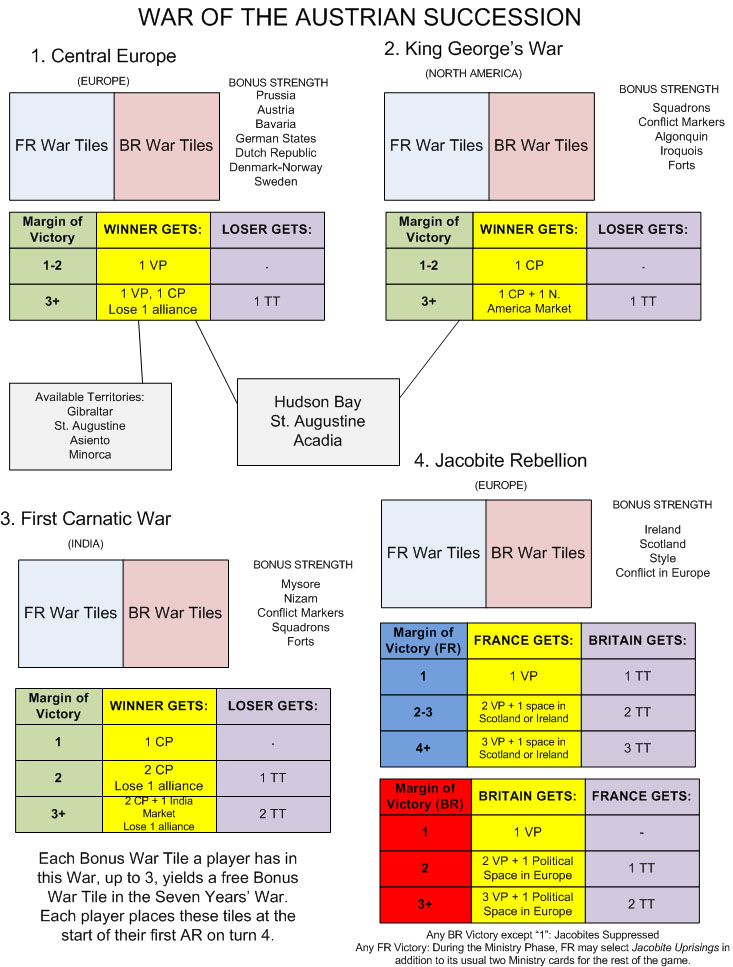 WAR OF THE AUSTRIAN SUCCESSION
1. Central Europe
(EUROPE)
FR War Tiles
BR War Tiles
BONUS STRENGTH
Prussia
Austria
Bavaria
German States
Dutch Republic
Denmark-Norway
Sweden
Margin of
Victory
WINNER GETS:
LOSER GETS:
1-2
1 VP
-
3+
1 VP, 1 CP
Lose 1 alliance
1 TT
Available Territories:
Gibraltar
St. Augustine
Asiento
Minorca
2. King George's War
(NORTH AMERICA)
FR War Tiles
BR War Tiles
BONUS STRENGTH
Squadrons
Conflict Markers
Algonquin
Iroquois
Forts
Margin of
Victory
WINNER GETS:
LOSER GETS:
1-2
1 CP
-
3+
1 CP + 1 N.
America Market
1 TT
Hudson Bay
St. Augustine
Acadia
3. First Carnatic War
(INDIA)
FR War Tiles
BR War Tiles
BONUS STRENGTH
Mysore
Nizam
Conflict Markers
Squadrons
Forts
Margin of
Victory
WINNER GETS:
LOSER GETS:
1
1 CP
-
2
2 CP
Lose 1 alliance
1 TT
3+
2 CP + 1 India
Market
Lose 1 alliance
2 TT
Each Bonus War Tile a player has in
this War, up to 3, yields a free Bonus
War Tile in the Seven Years' War.
Each player places these tiles at the
start of their first AR on turn 4.
4. Jacobite Rebellion
(EUROPE)
FR War Tiles
BR War Tiles
BONUS STRENGTH
Ireland
Scotland
Style
Conflict in Europe
Margin of
Victory (FR)
FRANCE GETS:
BRITAIN GETS:
1
1 VP
1 TT
2-3
2 VP + 1 space in
Scotland or Ireland
2 TT
4+
3 VP + 1 space in
Scotland or Ireland
3 TT
Margin of
Victory (BR)
BRITAIN GETS:
FRANCE GETS:
1
1 VP
-
2
2 VP + 1 Political
Space in Europe
1 TT
3+
3 VP + 1 Political
Space in Europe
2 TT
Any BR Victory except "1": Jacobites Suppressed
Any FR Victory: During the Ministry Phase, FR may select Jacobite Uprisings in
addition to its usual two Ministry cards for the rest of the game.